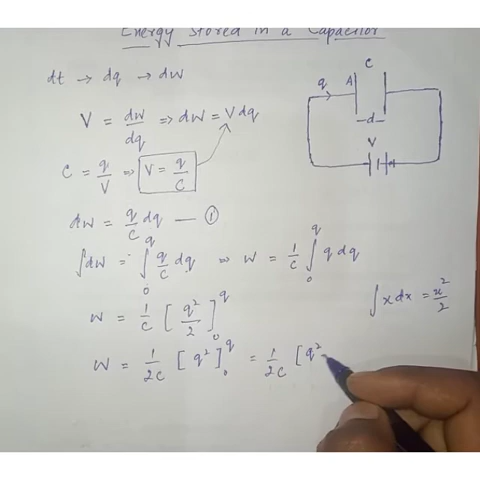 Energy Stored in a Capacitor
dt → dq → dW
V = dw/dq ⇒ dW = Vdq
C = q/V ⇒ V = q/C
dW = q/C dq — ①
∫dW = ∫₀^q q/C dq ⇒ W = 1/C ∫₀^q q dq
W = 1/C [q²/2]₀^q
W = 1/2C [q²]₀^q = 1/2C [q²
C
q A
d
V
∫x dx = x²/2